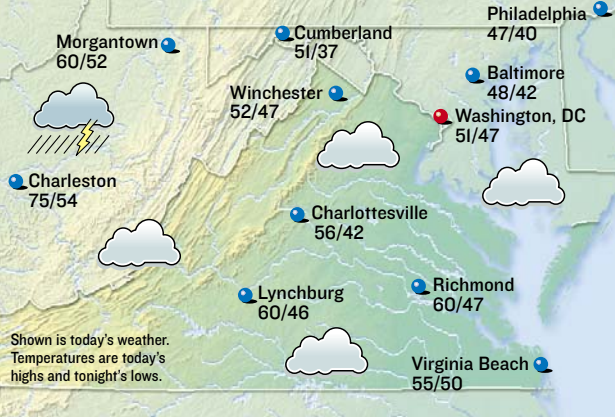 Philadelphia
47/40
Morgantown
60/52
Cumberland
51/37
Baltimore
48/42
Winchester
52/47
Washington, DC
51/47
Charleston
75/54
Charlottesville
56/42
Richmond
60/47
Lynchburg
60/46
Shown is today's weather.
Temperatures are today's
highs and tonight's lows.
Virginia Beach
55/50